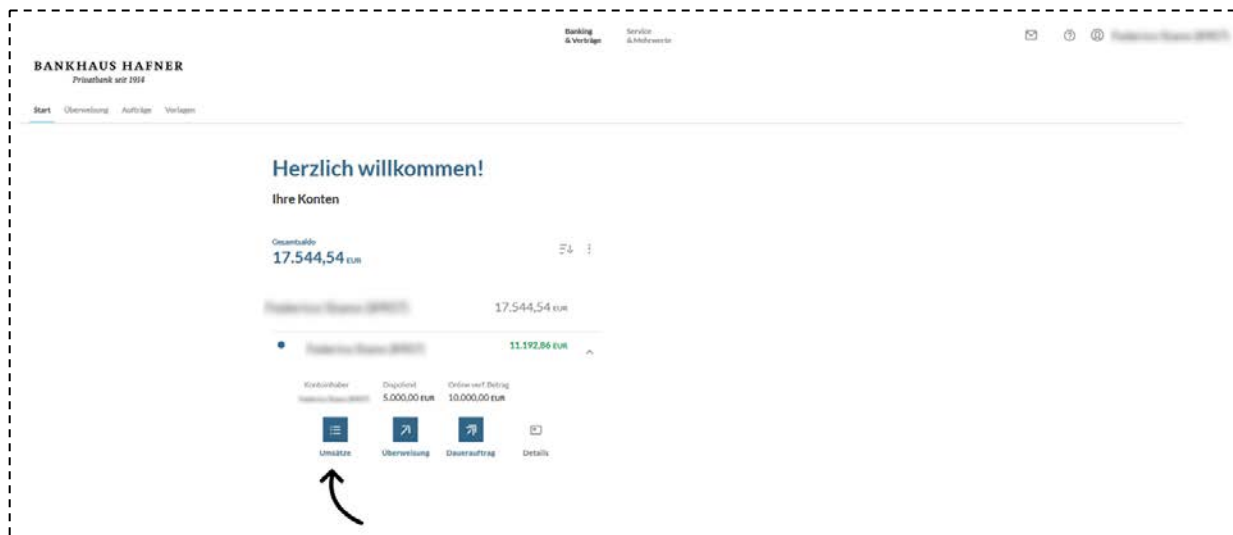 Banking & Verträge
Service & Mehrwerte
BANKHAUS HAFNER
Privatbank seit 1914
Start Überweisung Aufträge Vorlagen
Herzlich willkommen!
Ihre Konten
Gesamtsaldo
17.544,54 EUR
17.544,54 EUR
11.192,86 EUR
Kontoinhaber Dispolimit Online verf. Betrag
5.000,00 EUR 10.000,00 EUR
Umsätze Überweisung Dauerauftrag Details